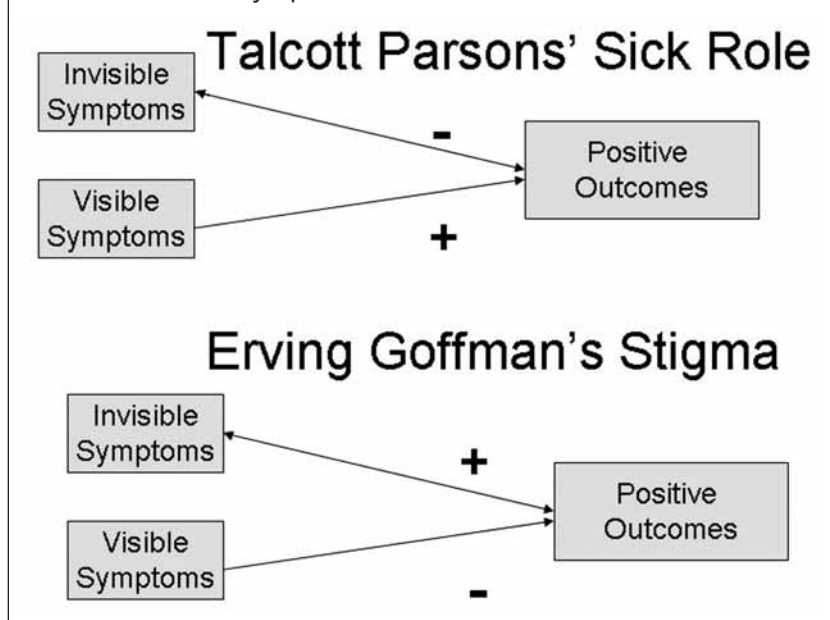 Talcott Parsons' Sick Role
Invisible
Symptoms
-
Positive
Outcomes
Visible
Symptoms
+
Erving Goffman's Stigma
Invisible
Symptoms
+
Positive
Outcomes
Visible
Symptoms
-